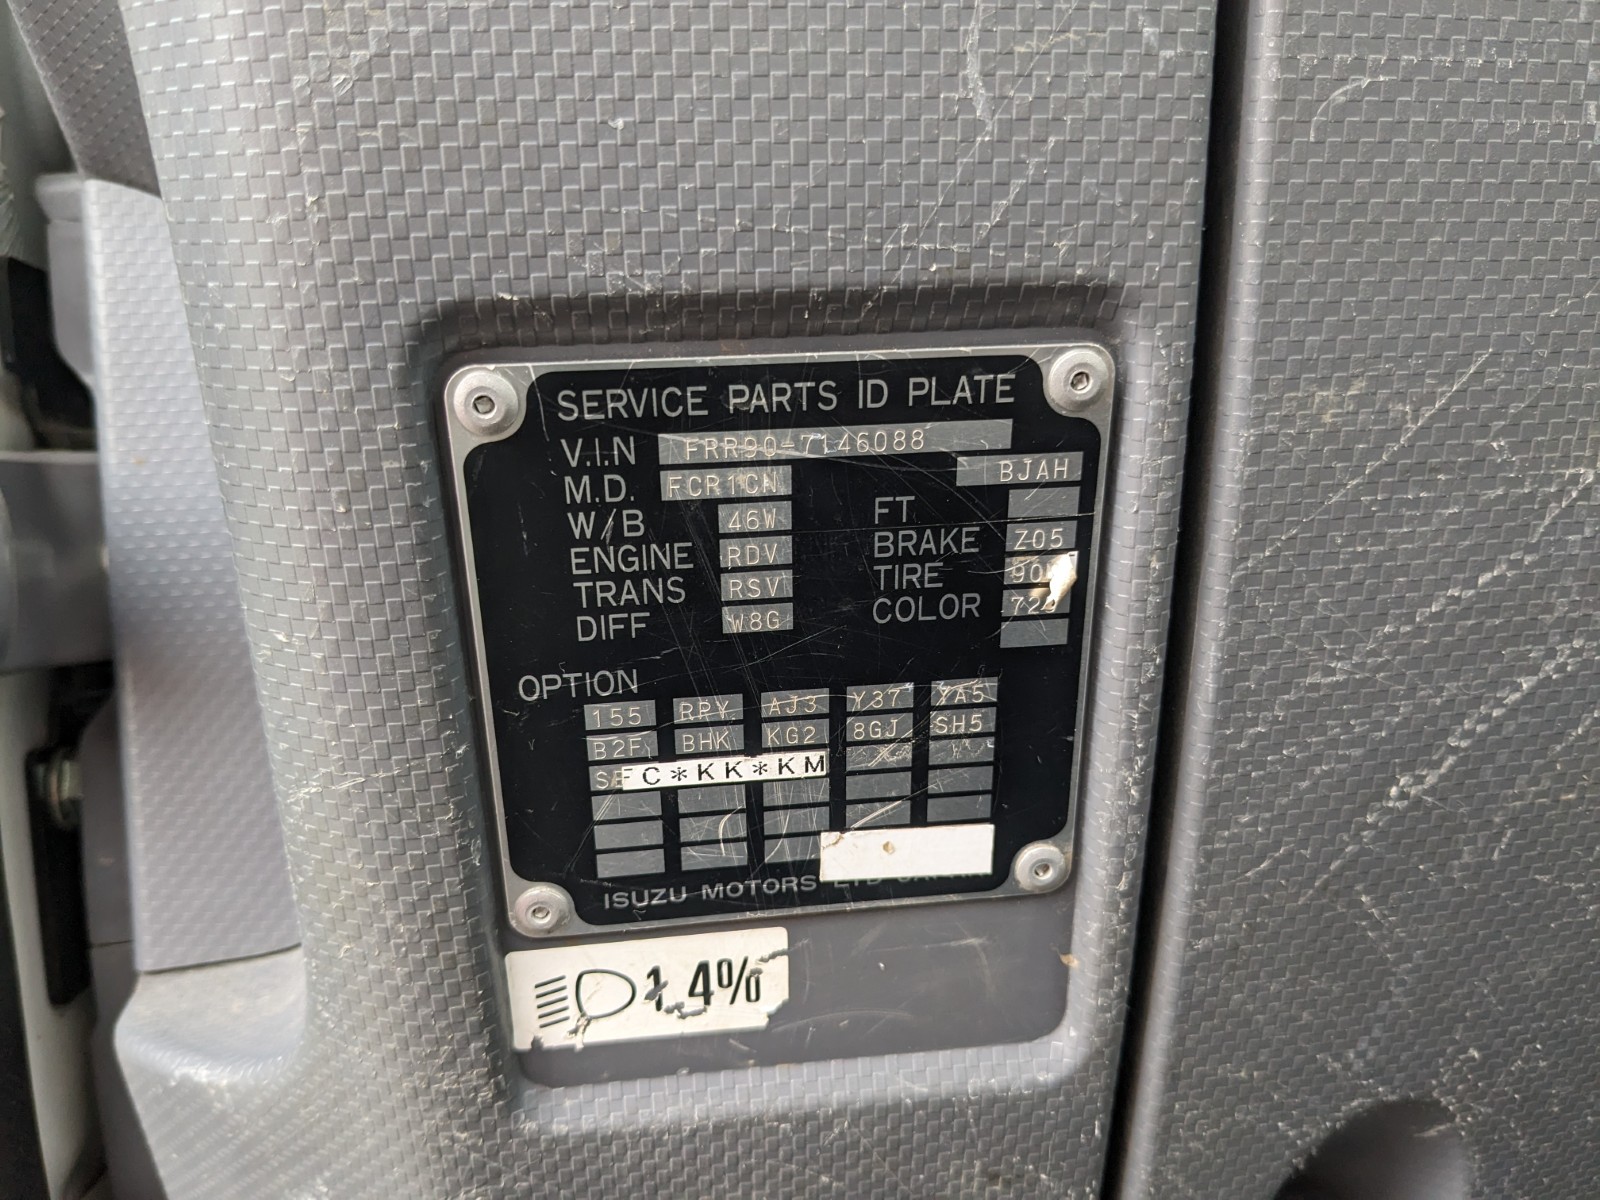 SERVICE PARTS ID PLATE
V.I.N FRR90-7146088
M.D. FCR1CN BJAH
W/B 46W FT
ENGINE RDV BRAKE Z05
TRANS RSV TIRE
DIFF W8G COLOR
OPTION
155 RPY AJ3 Y37 YA5
B2F BHK KG2 8GJ SH5
C*KK*KM
ISUZU MOTORS
1.4%